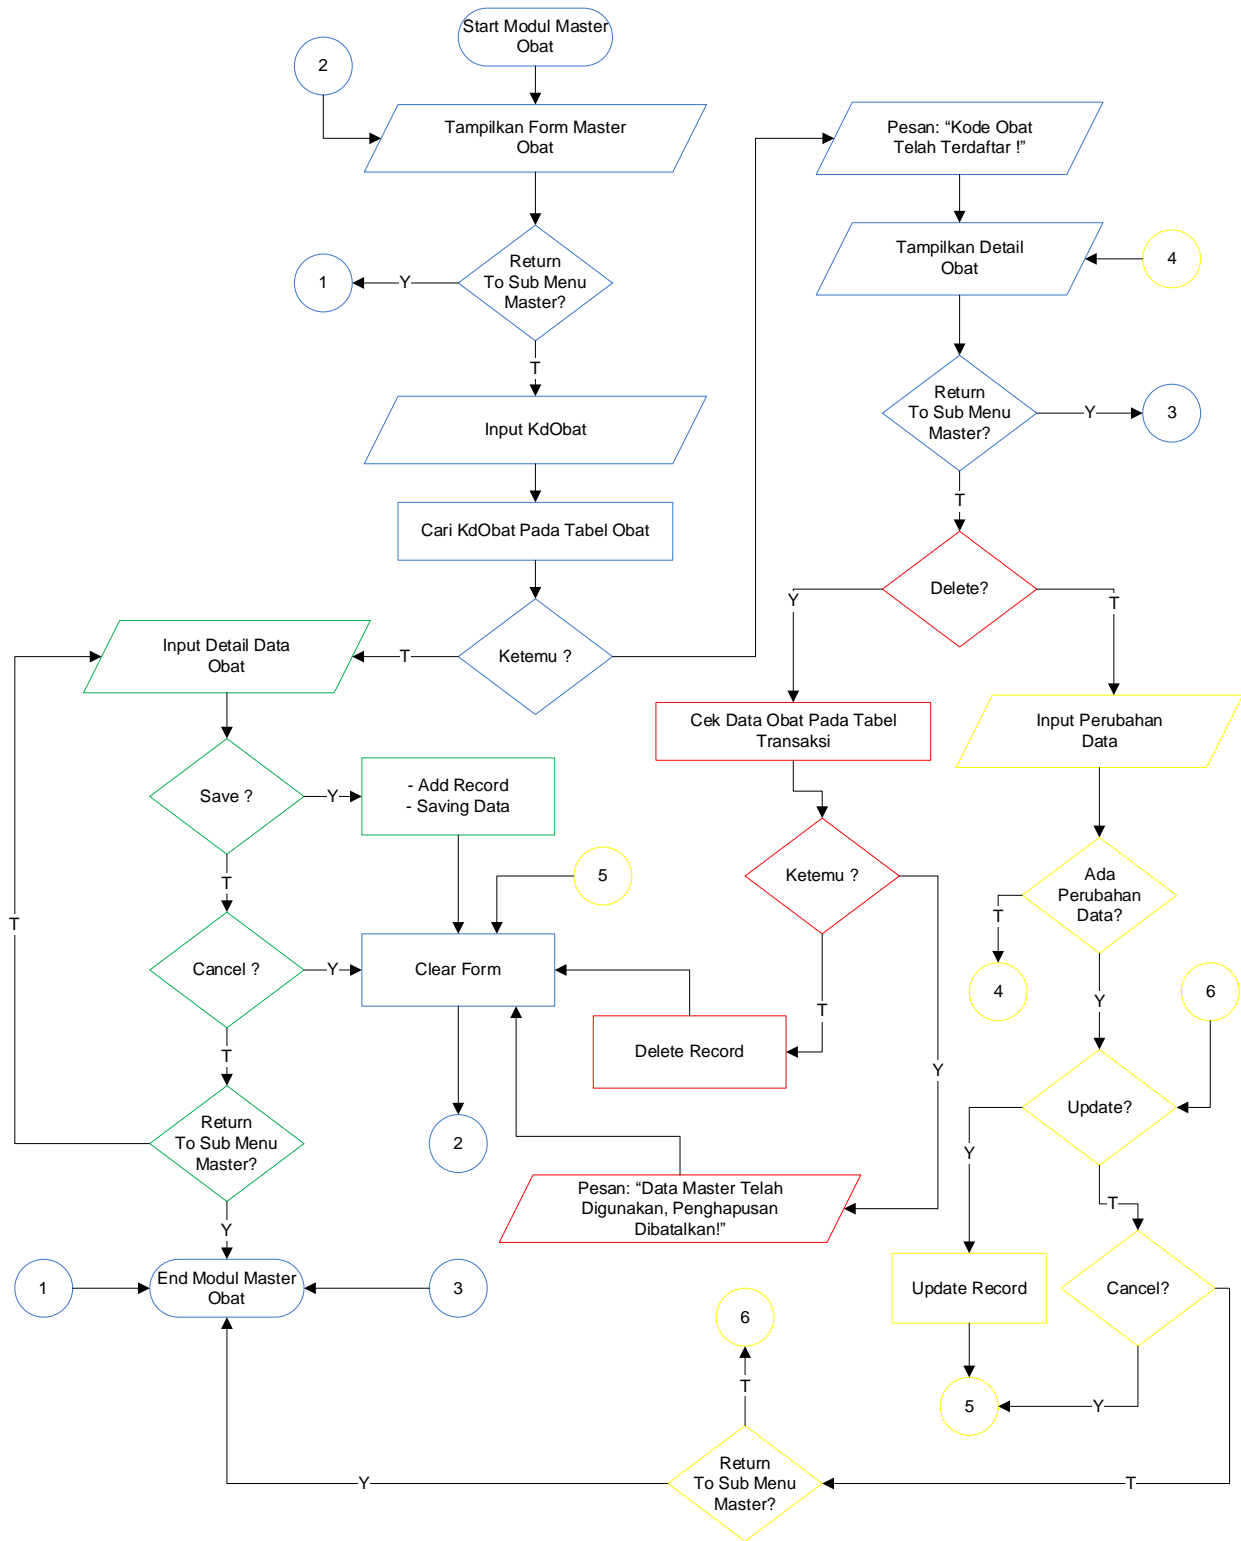 Start Modul Master
Obat
2
Tampilkan Form Master
Obat
Pesan: “Kode Obat
Telah Terdaftar !”
Return
To Sub Menu
Master?
Y
1
T
Tampilkan Detail
Obat
4
Input KdObat
Return
To Sub Menu
Master?
Y
3
T
Cari KdObat Pada Tabel Obat
Delete?
Y
T
Ketemu ?
T
Input Detail Data
Obat
Cek Data Obat Pada Tabel
Transaksi
Input Perubahan
Data
Save ?
Y
- Add Record
- Saving Data
T
5
Ketemu ?
Ada
Perubahan
Data?
T
T
Cancel ?
Y
Clear Form
4
Y
6
T
T
Delete Record
Y
Update?
Return
To Sub Menu
Master?
2
Y
Pesan: “Data Master Telah
Digunakan, Penghapusan
Dibatalkan!”
T
Y
1
End Modul Master
Obat
3
Update Record
Cancel?
6
T
5
Y
Return
To Sub Menu
Master?
Y
T